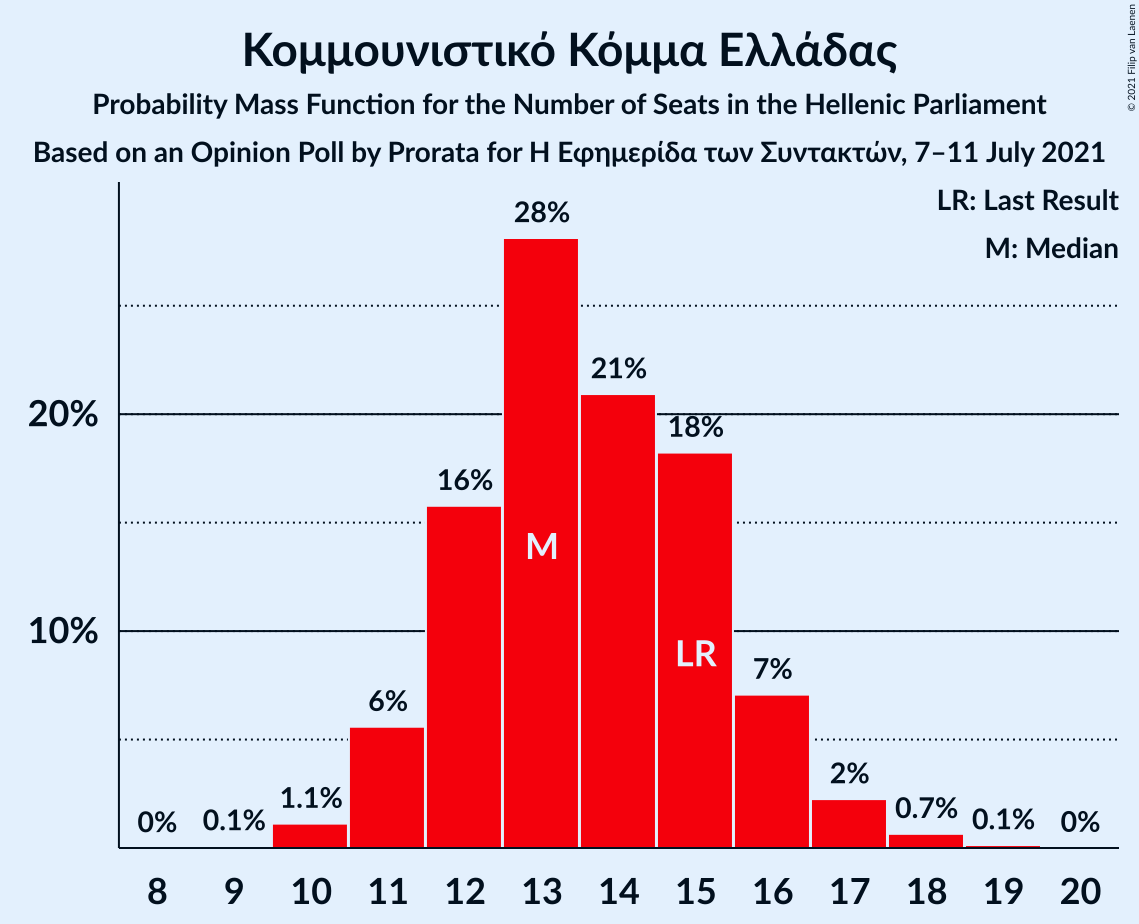 © 2021 Filip van Laenen
Κομμουνιστικό Κόμμα Ελλάδας
Probability Mass Function for the Number of Seats in the Hellenic Parliament
Based on an Opinion Poll by Prorata for Η Εφημερίδα των Συντακτών, 7–11 July 2021
LR: Last Result
M: Median
28%
21%
20%
18%
16%
M
10%
LR
7%
6%
2%
1.1%
0.7%
0%
0.1%
0.1%
0%
8 9 10 11 12 13 14 15 16 17 18 19 20